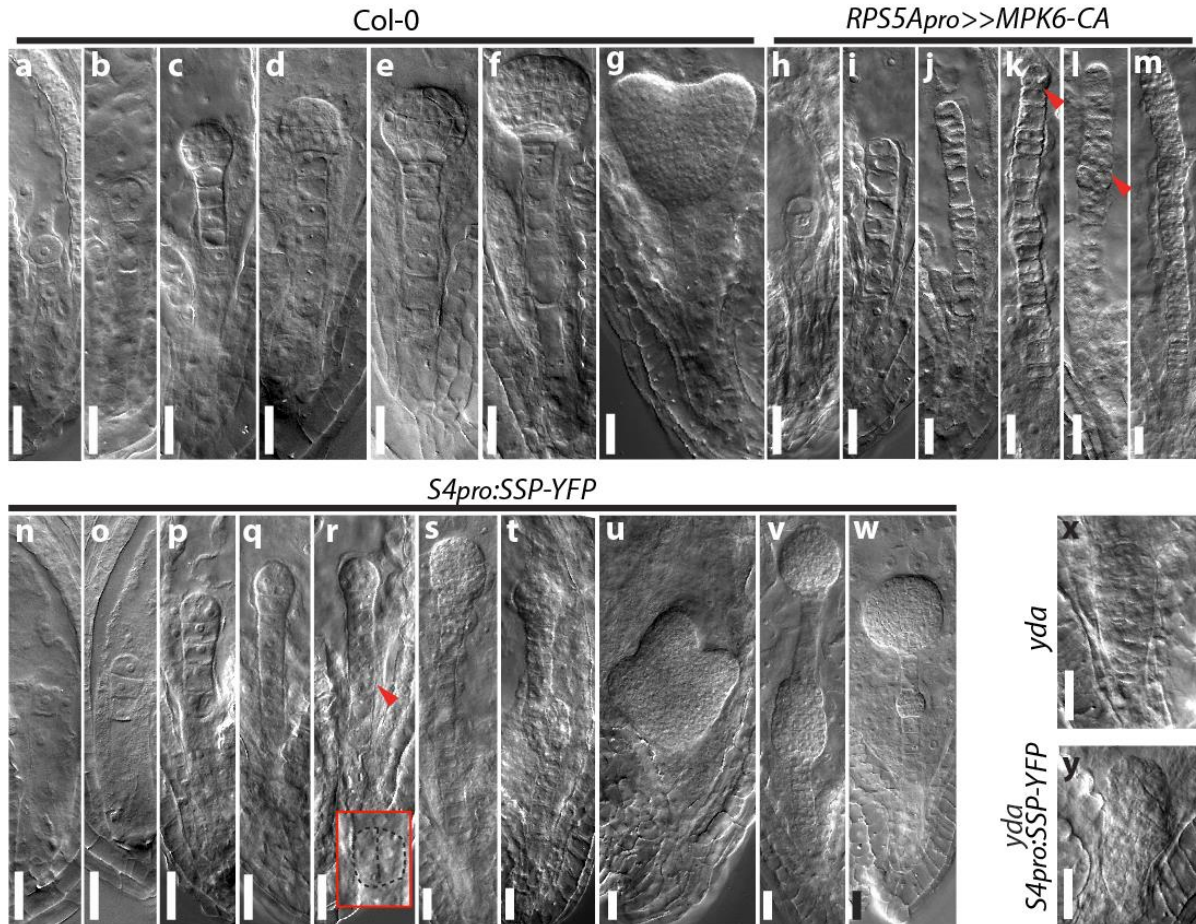 Col-0
RPS5Apro>>MPK6-CA
a b c d e f g h i j k l m
S4pro:SSP-YFP
n o p q r s t u v w
x
yda
y
yda
S4pro:SSP-YFP